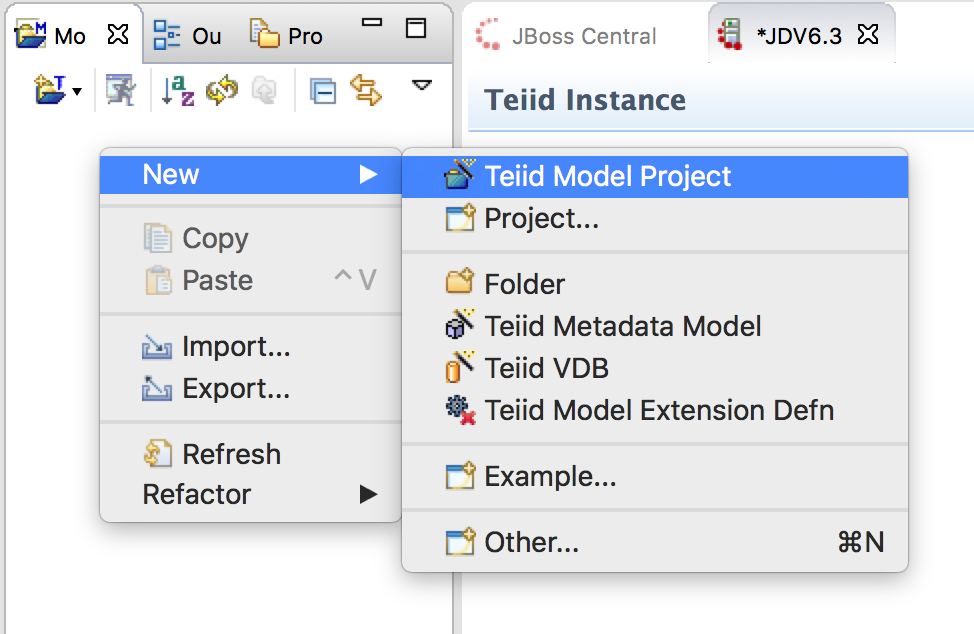 Mo
Ou
Pro
JBoss Central
*JDV6.3
Teiid Instance
New
Copy
Paste ^V
Import...
Export...
Refresh
Refactor
Teiid Model Project
Project...
Folder
Teiid Metadata Model
Teiid VDB
Teiid Model Extension Defn
Example...
Other... ⌘N